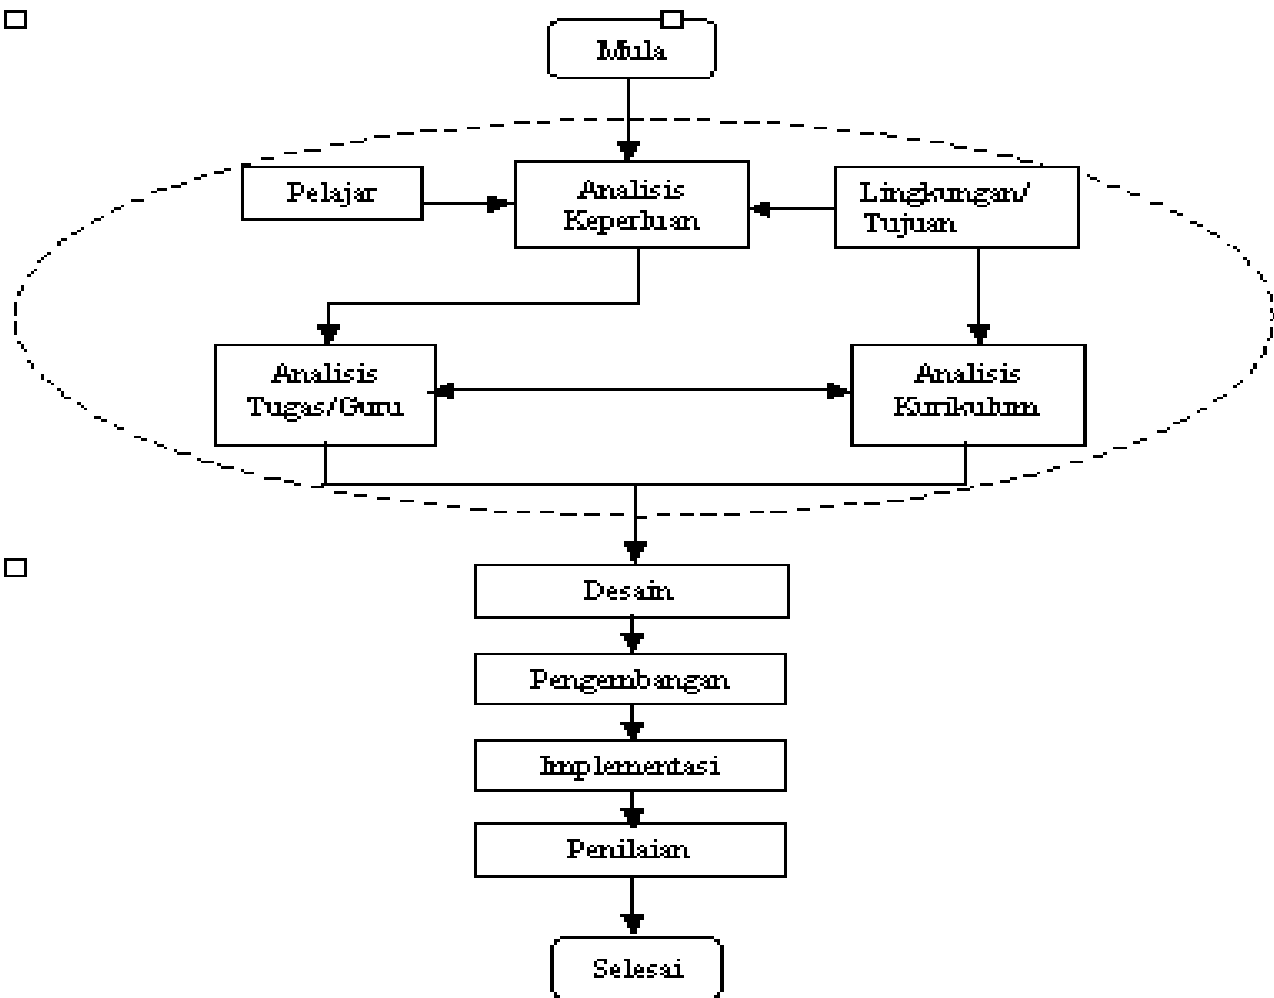 Mula
Pelajar
Analisis
Keperluan
Lingkungan/
Tujuan
Analisis
Tugas/Guru
Analisis
Kurikulum
Desain
Pengembangan
Implementasi
Penilaian
Selesai